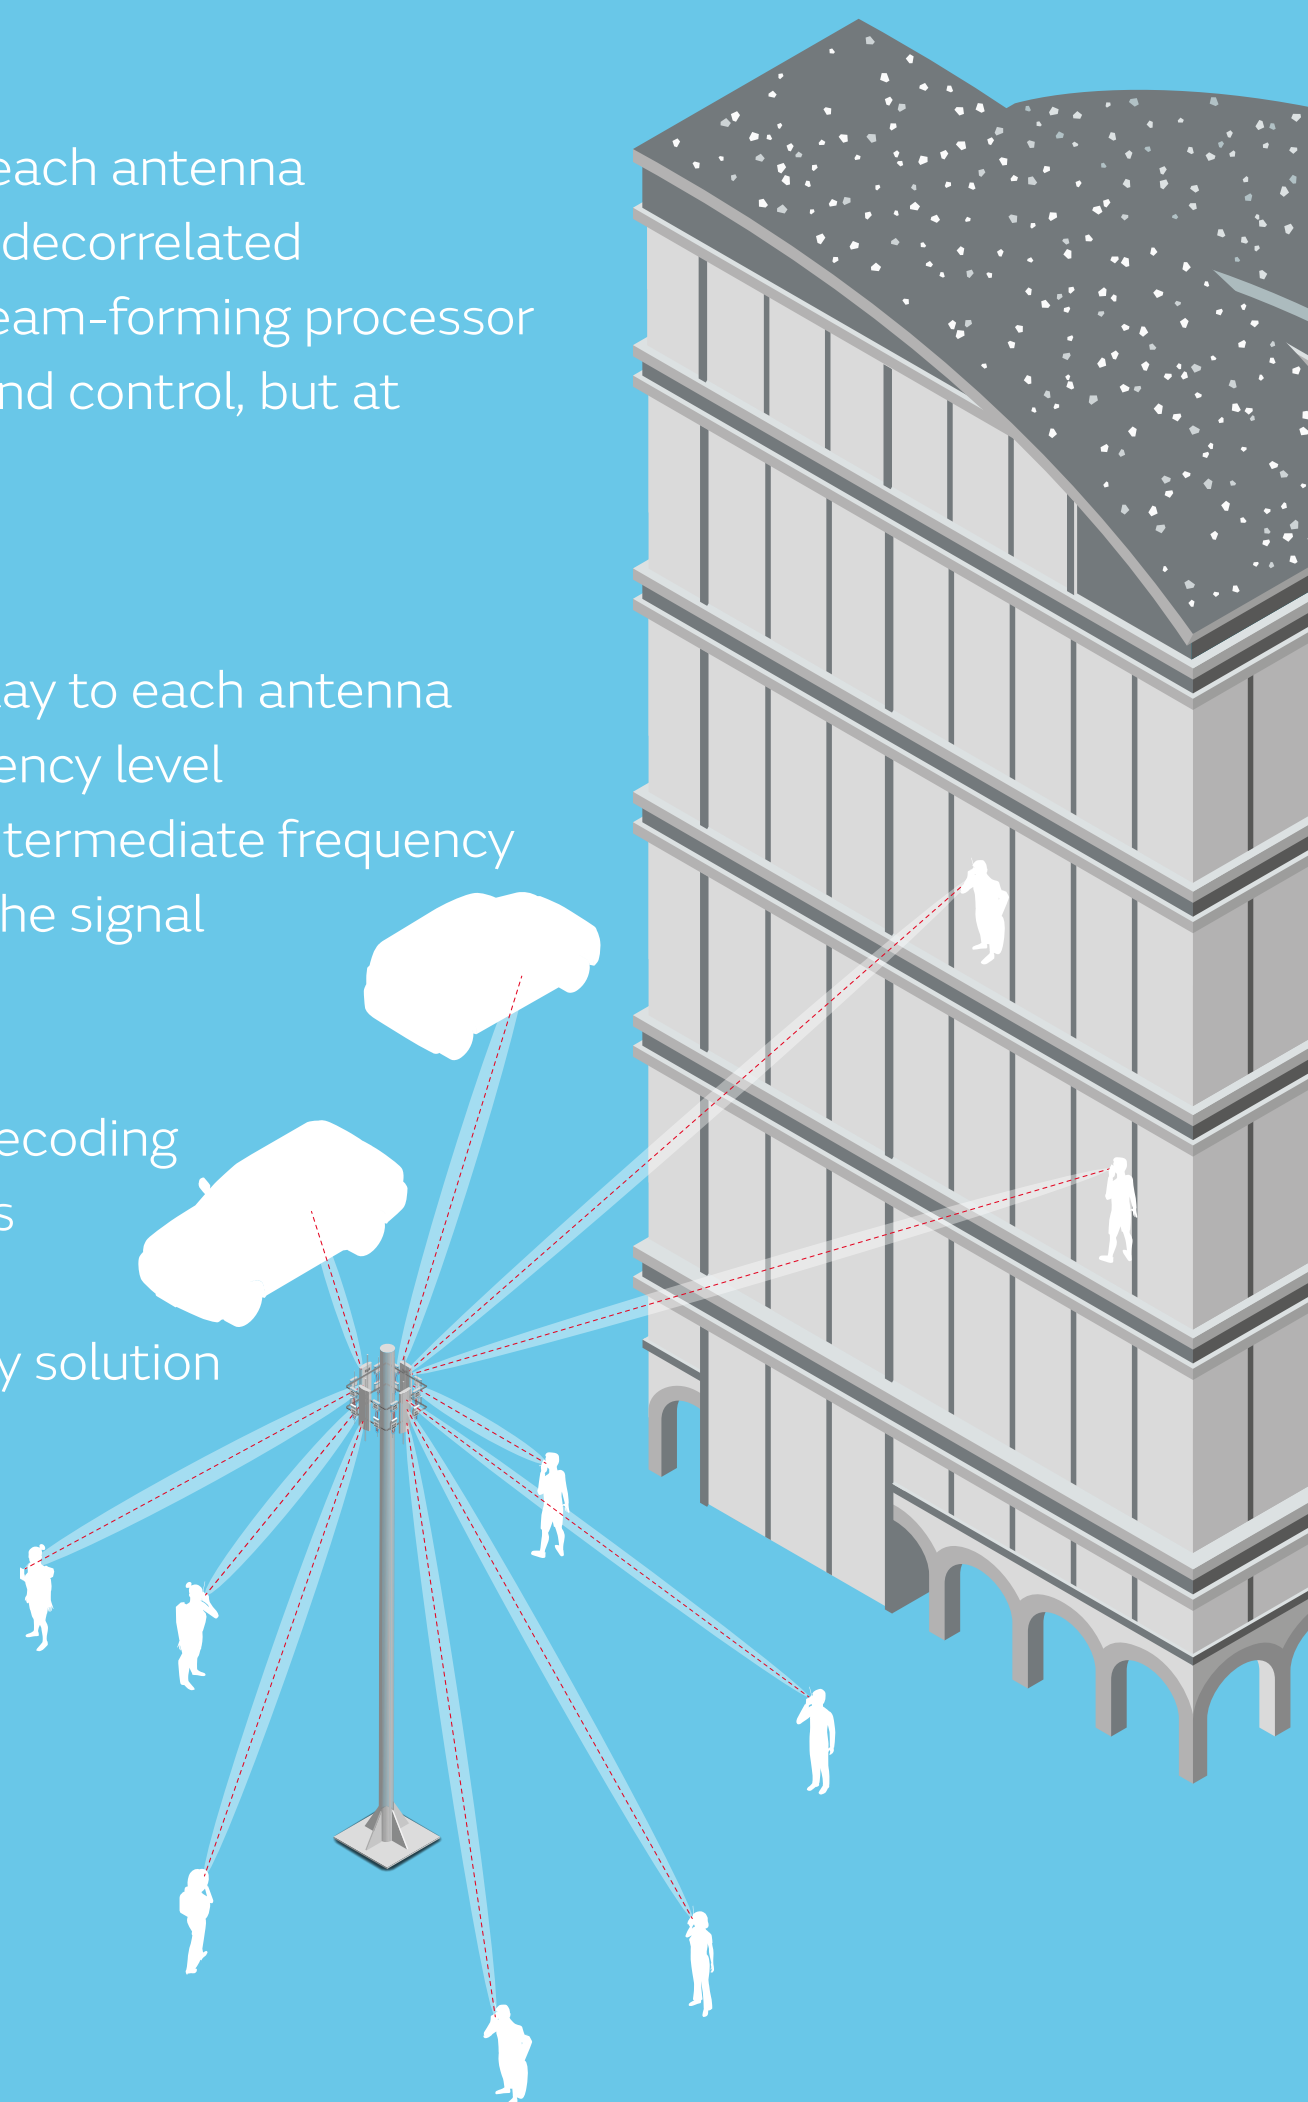 each antenna
decorrelated
eam-forming processor
nd control, but at
lay to each antenna
ency level
termediate frequency
he signal
ecoding
s
y solution